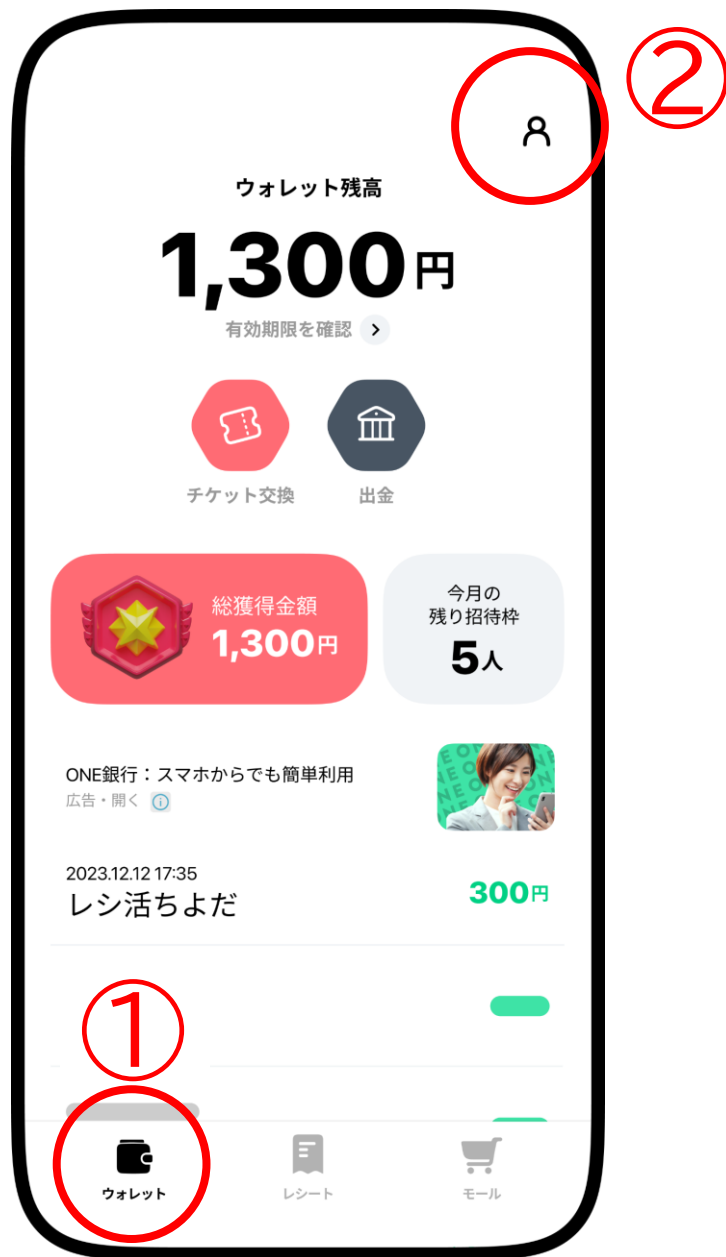 ②
ウォレット残高
1,300円
有効期限を確認
チケット交換
出金
総獲得金額
1,300円
今月の
残り招待枠
5人
ONE銀行：スマホからでも簡単利用
広告・開く
2023.12.12 17:35
レシ活ちよだ
300円
①
ウォレット
レシート
モール